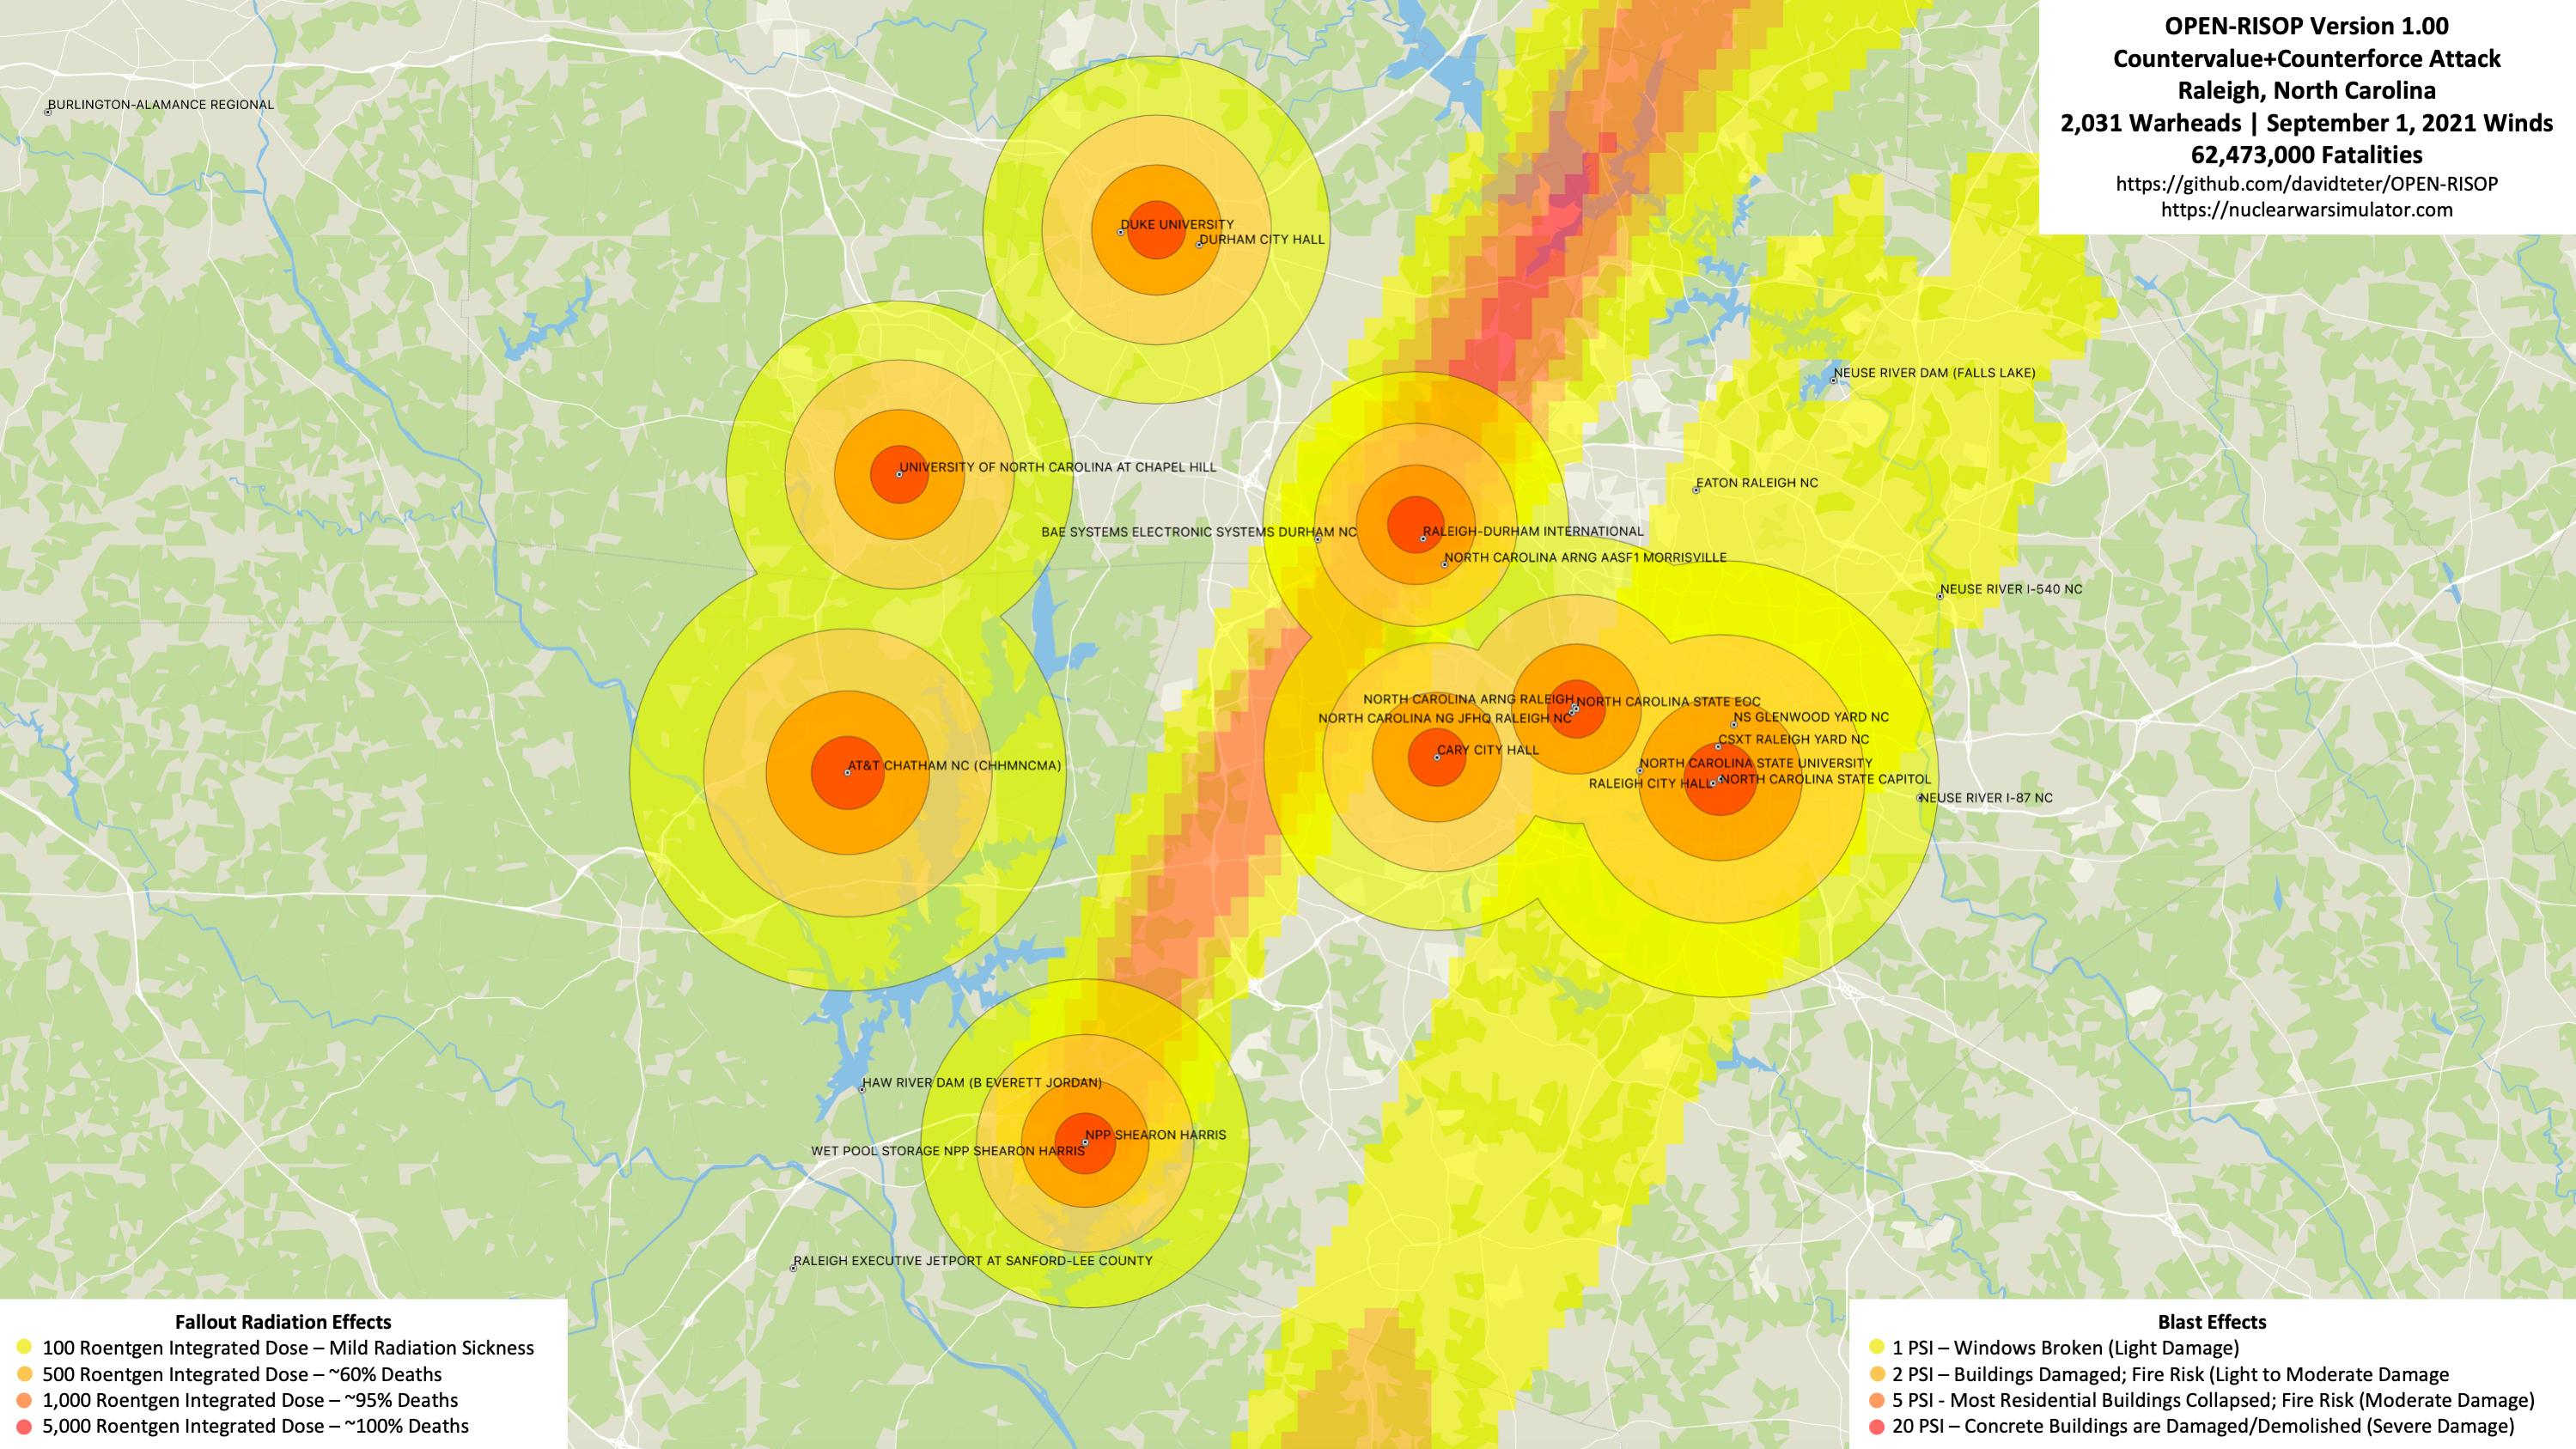 OPEN-RISOP Version 1.00
Countervalue+Counterforce Attack
Raleigh, North Carolina
2,031 Warheads | September 1, 2021 Winds
62,473,000 Fatalities
https://github.com/davidteter/OPEN-RISOP
https://nuclearwarsimulator.com
BURLINGTON-ALAMANCE REGIONAL
DUKE UNIVERSITY
DURHAM CITY HALL
NEUSE RIVER DAM (FALLS LAKE)
UNIVERSITY OF NORTH CAROLINA AT CHAPEL HILL
EATON RALEIGH NC
BAE SYSTEMS ELECTRONIC SYSTEMS DURHAM NC
RALEIGH-DURHAM INTERNATIONAL
NORTH CAROLINA ARNG AASF1 MORRISVILLE
NEUSE RIVER I-540 NC
NORTH CAROLINA ARNG RALEIGH
NORTH CAROLINA STATE EOC
NORTH CAROLINA NG JFHQ RALEIGH NC
NS GLENWOOD YARD NC
CSXT RALEIGH YARD NC
CARY CITY HALL
NORTH CAROLINA STATE UNIVERSITY
AT&T CHATHAM NC (CHHMNCMA)
RALEIGH CITY HALL
NORTH CAROLINA STATE CAPITOL
NEUSE RIVER I-87 NC
HAW RIVER DAM (B EVERETT JORDAN)
NPP SHEARON HARRIS
WET POOL STORAGE NPP SHEARON HARRIS
RALEIGH EXECUTIVE JETPORT AT SANFORD-LEE COUNTY
Fallout Radiation Effects
100 Roentgen Integrated Dose – Mild Radiation Sickness
500 Roentgen Integrated Dose – ~60% Deaths
1,000 Roentgen Integrated Dose – ~95% Deaths
5,000 Roentgen Integrated Dose – ~100% Deaths
Blast Effects
1 PSI – Windows Broken (Light Damage)
2 PSI – Buildings Damaged; Fire Risk (Light to Moderate Damage
5 PSI - Most Residential Buildings Collapsed; Fire Risk (Moderate Damage)
20 PSI – Concrete Buildings are Damaged/Demolished (Severe Damage)